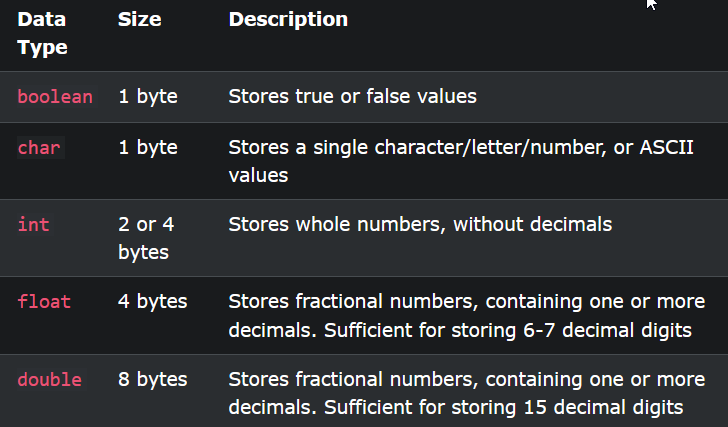 Data Type Size Description
boolean 1 byte Stores true or false values
char 1 byte Stores a single character/letter/number, or ASCII
values
int 2 or 4 bytes Stores whole numbers, without decimals
float 4 bytes Stores fractional numbers, containing one or more
decimals. Sufficient for storing 6-7 decimal digits
double 8 bytes Stores fractional numbers, containing one or more
decimals. Sufficient for storing 15 decimal digits